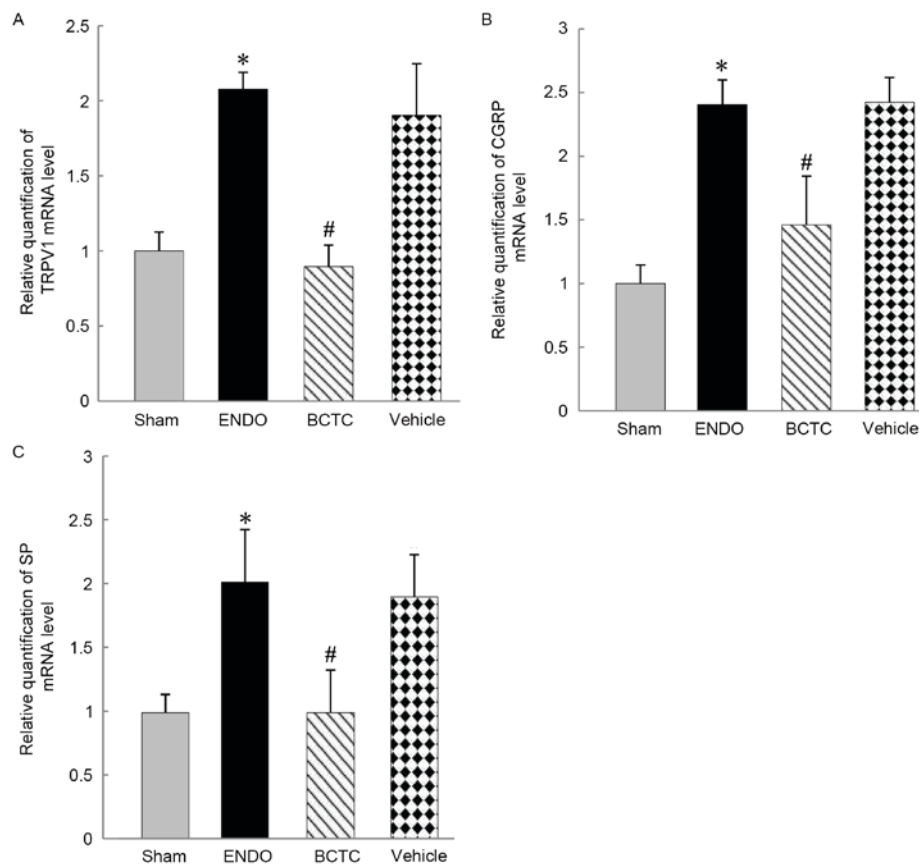 A
Relative quantification of
TRPV1 mRNA level
2.5
2
1.5
1
0.5
0
*
#
Sham ENDO BCTC Vehicle
B
Relative quantification of CGRP
mRNA level
3
2.5
2
1.5
1
0.5
0
*
#
Sham ENDO BCTC Vehicle
C
Relative quantification of SP
mRNA level
3
2.5
2
1.5
1
0.5
0
*
#
Sham ENDO BCTC Vehicle